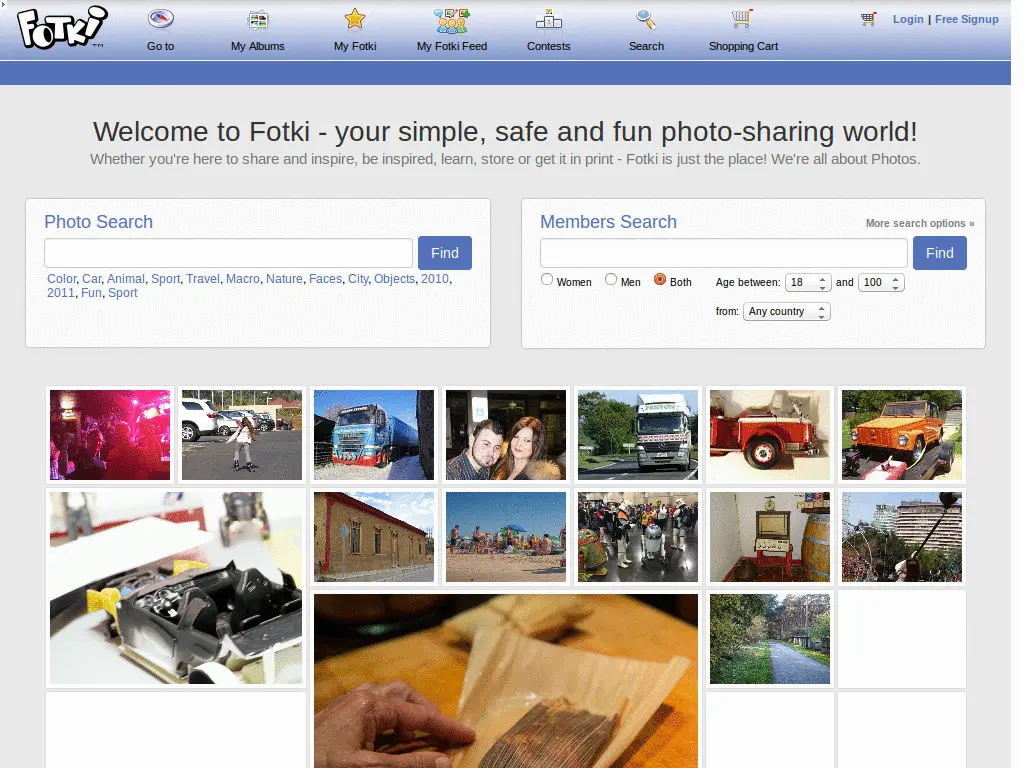 FOTKi TM
Go to
My Albums
My Fotki
My Fotki Feed
Contests
Search
Shopping Cart
Login | Free Signup
Welcome to Fotki - your simple, safe and fun photo-sharing world!
Whether you're here to share and inspire, be inspired, learn, store or get it in print - Fotki is just the place! We're all about Photos.
Photo Search
Find
Color, Car, Animal, Sport, Travel, Macro, Nature, Faces, City, Objects, 2010,
2011, Fun, Sport
Members Search
More search options »
Find
Women Men Both Age between: 18 and 100
from: Any country